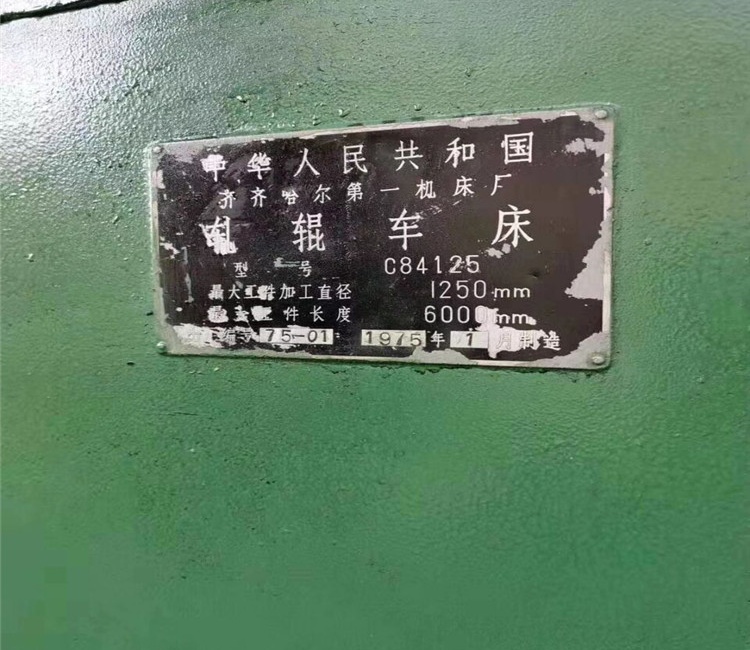 中华人民共和国
齐齐哈尔第一机床厂
辊车床
型号 C84125
最大工件加工直径 1250mm
最大工件长度 6000mm
75-01 1975年1月制造